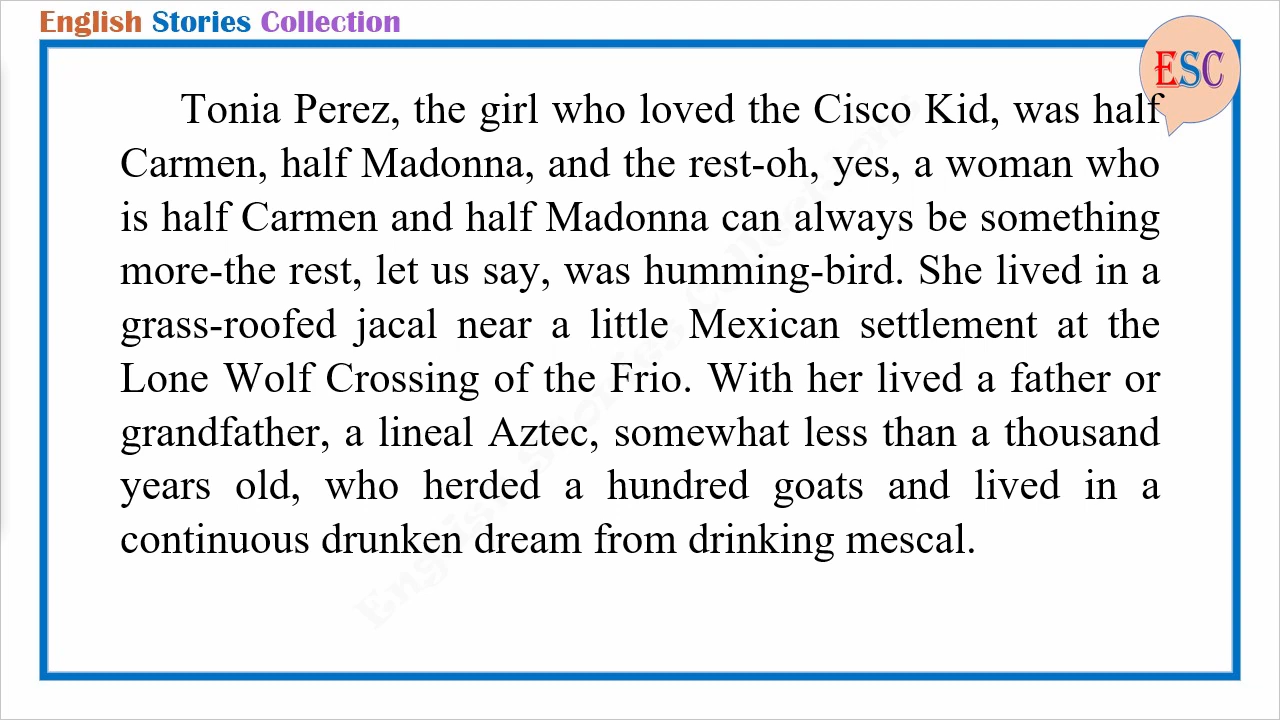 English Stories Collection
ESC
Tonia Perez, the girl who loved the Cisco Kid, was half
Carmen, half Madonna, and the rest-oh, yes, a woman who
is half Carmen and half Madonna can always be something
more-the rest, let us say, was humming-bird. She lived in a
grass-roofed jacal near a little Mexican settlement at the
Lone Wolf Crossing of the Frio. With her lived a father or
grandfather, a lineal Aztec, somewhat less than a thousand
years old, who herded a hundred goats and lived in a
continuous drunken dream from drinking mescal.
English Stories Collections